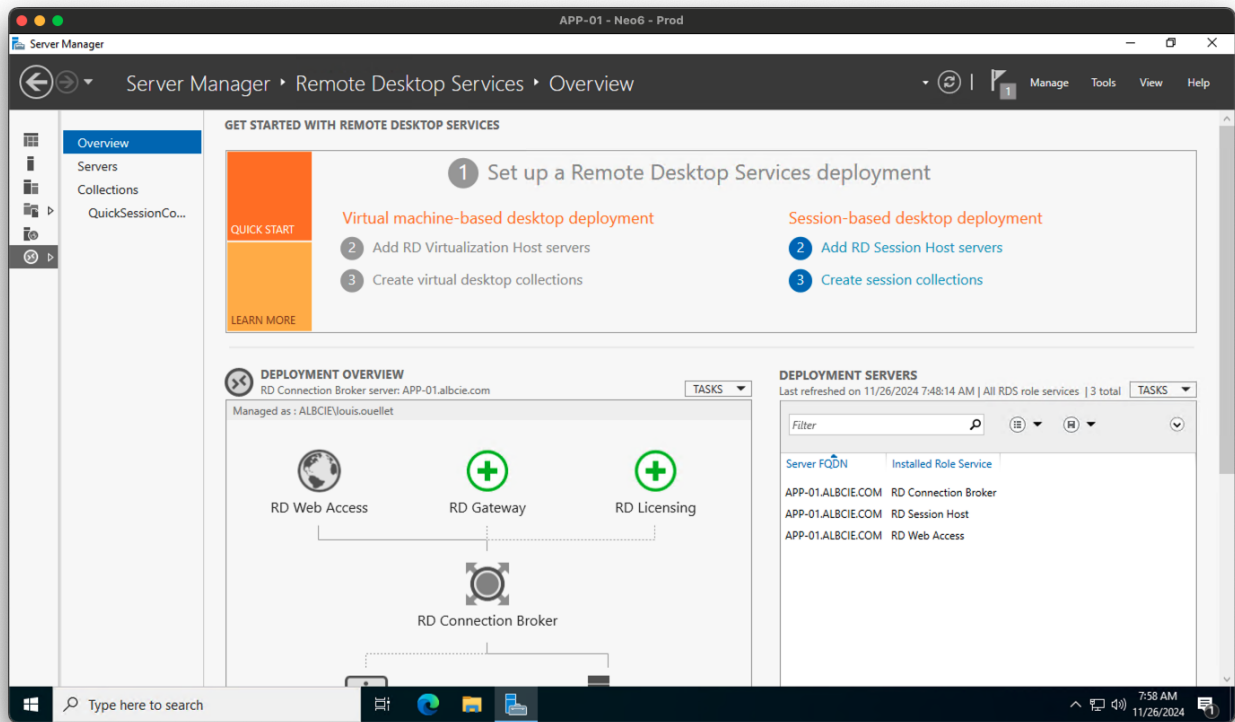 APP-01 - Neo6 - Prod
Server Manager
Server Manager ‣ Remote Desktop Services ‣ Overview
1
Manage
Tools
View
Help
Overview
Servers
Collections
QuickSessionCo...
GET STARTED WITH REMOTE DESKTOP SERVICES
QUICK START
LEARN MORE
1 Set up a Remote Desktop Services deployment
Virtual machine-based desktop deployment
2 Add RD Virtualization Host servers
3 Create virtual desktop collections
Session-based desktop deployment
2 Add RD Session Host servers
3 Create session collections
DEPLOYMENT OVERVIEW
RD Connection Broker server: APP-01.albcie.com
TASKS
Managed as : ALBCIE\louis.ouellet
RD Web Access
RD Gateway
RD Licensing
RD Connection Broker
DEPLOYMENT SERVERS
Last refreshed on 11/26/2024 7:48:14 AM | All RDS role services | 3 total
TASKS
Filter
Server FQDN Installed Role Service
APP-01.ALBCIE.COM RD Connection Broker
APP-01.ALBCIE.COM RD Session Host
APP-01.ALBCIE.COM RD Web Access
Type here to search
7:58 AM
11/26/2024
1